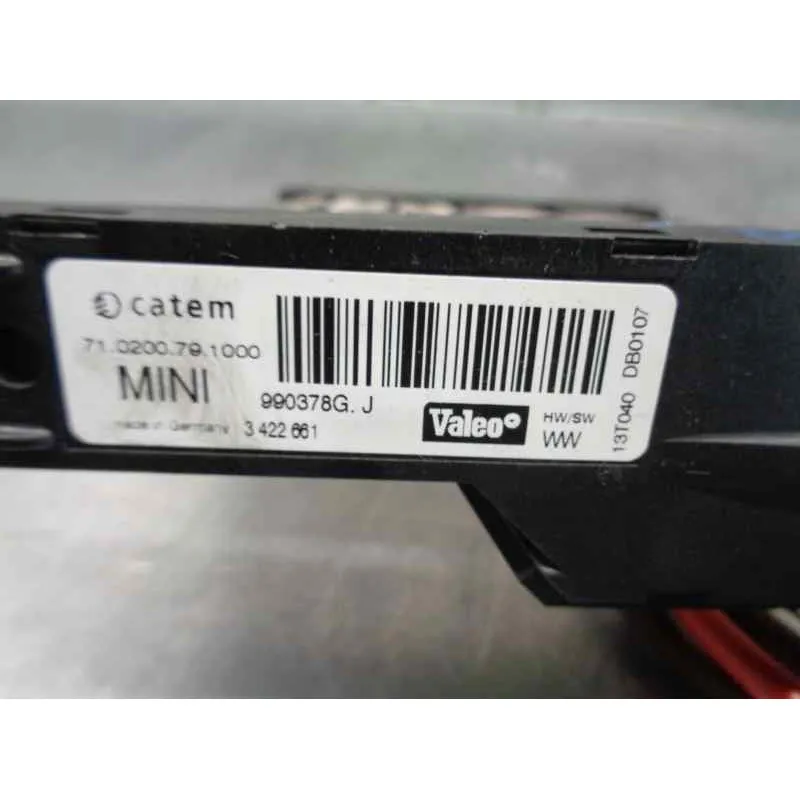 catem
71.0200.79.1000
MINI
990378G. J
made in Germany
3 422 661
Valeo
HW/SW
WW
13T040 DB0107